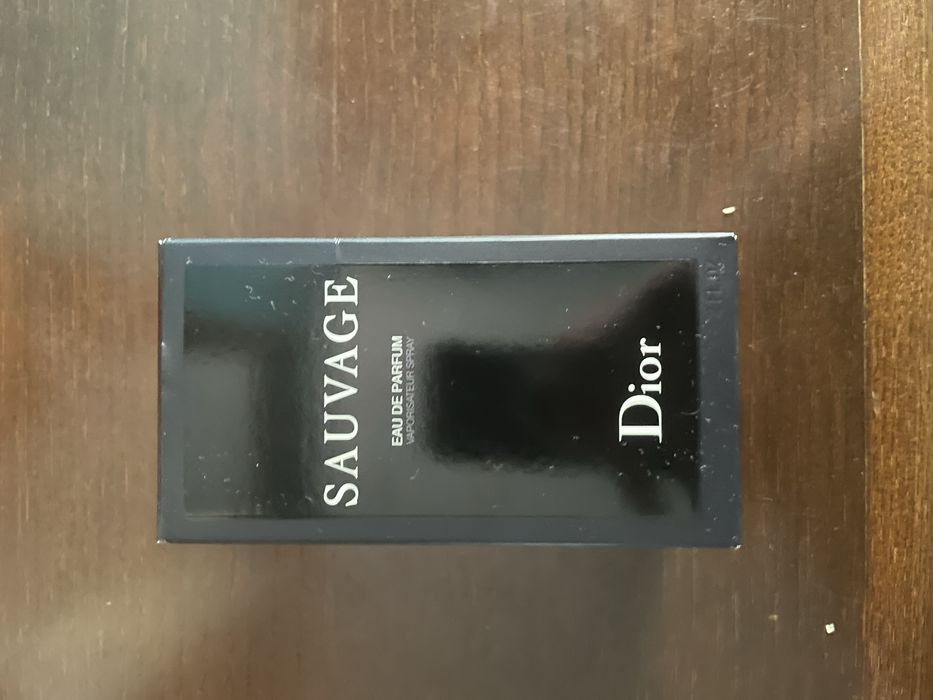 SAUVAGE
EAU DE PARFUM
VAPORISATEUR SPRAY
Dior